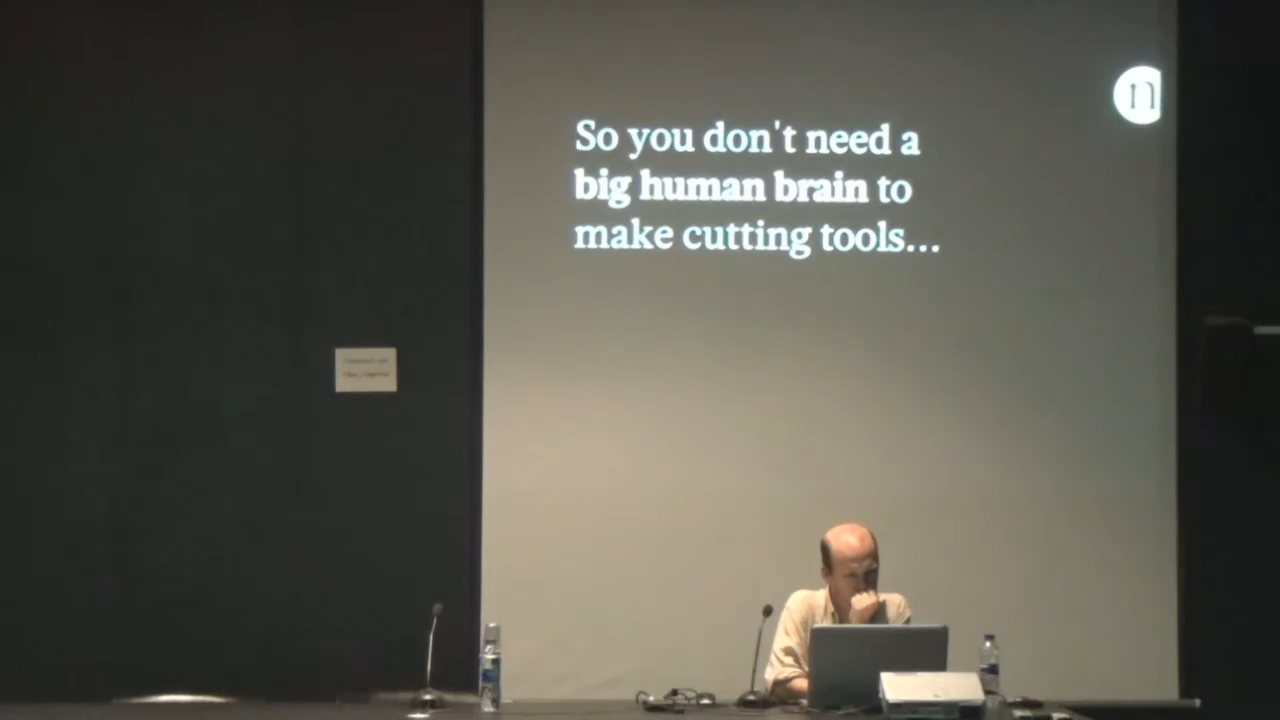 So you don't need a
big human brain to
make cutting tools...
n